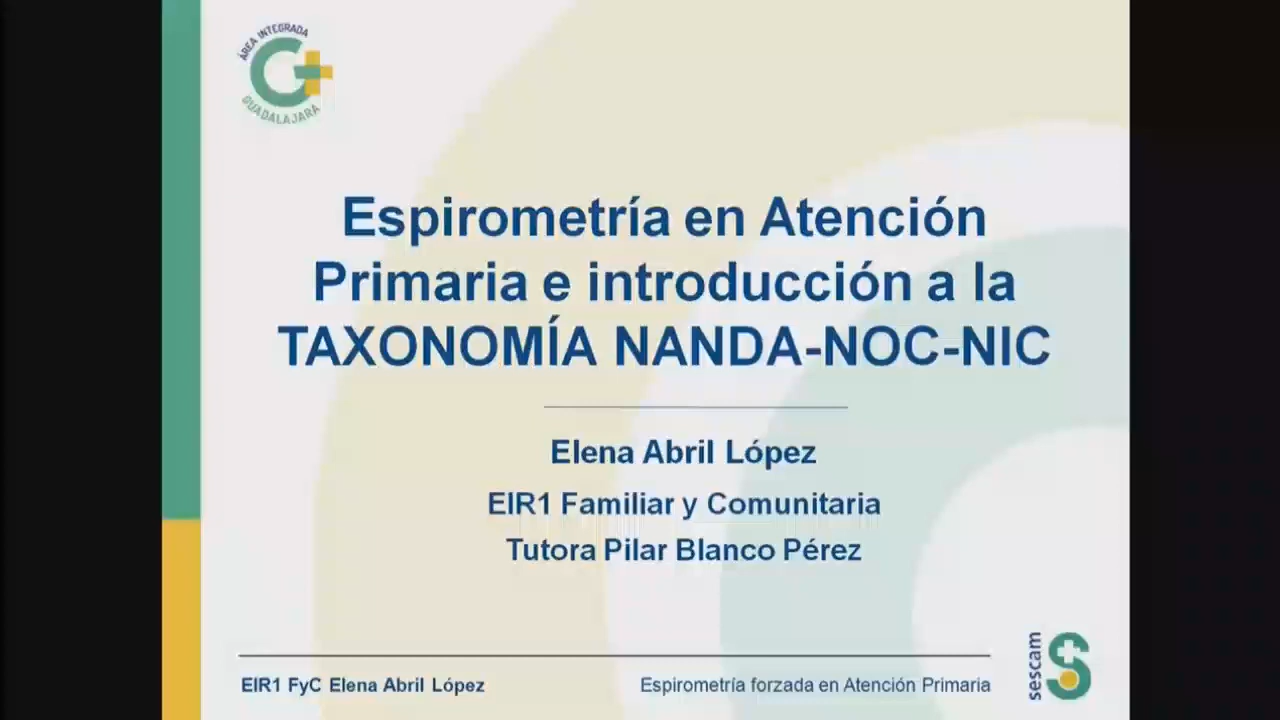 ÁREA INTEGRADA
GUADALAJARA
Espirometría en Atención
Primaria e introducción a la
TAXONOMÍA NANDA-NOC-NIC
Elena Abril López
EIR1 Familiar y Comunitaria
Tutora Pilar Blanco Pérez
EIR1 FyC Elena Abril López
Espirometría forzada en Atención Primaria
sescam